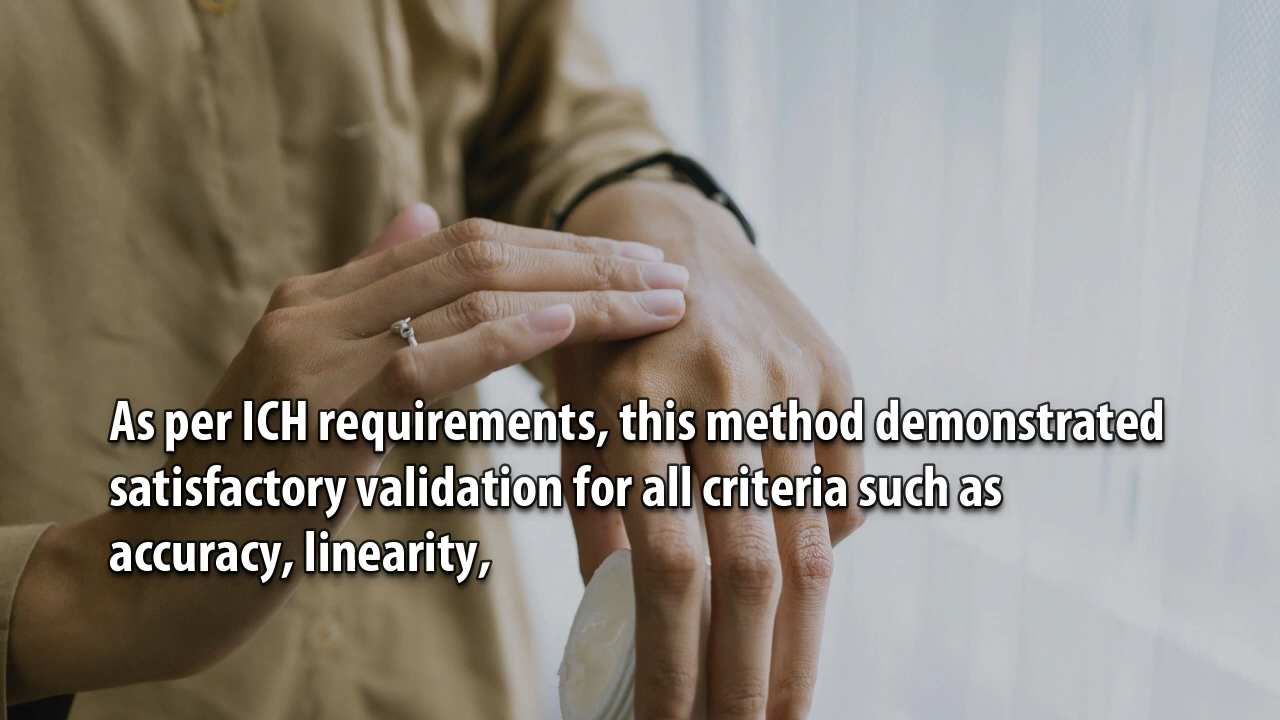 As per ICH requirements, this method demonstrated
satisfactory validation for all criteria such as
accuracy, linearity,